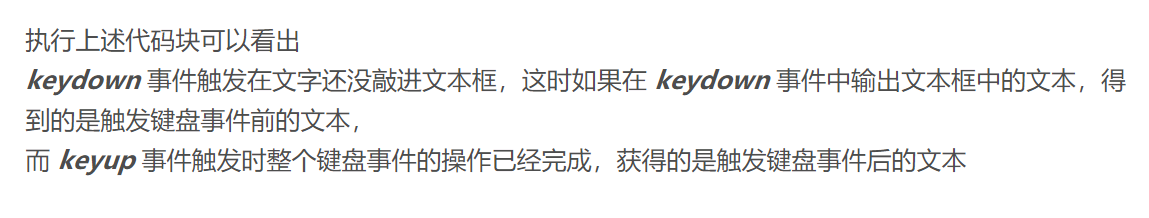 执行上述代码块可以看出
keydown 事件触发在文字还没敲进文本框，这时如果在 keydown 事件中输出文本框中的文本，得
到的是触发键盘事件前的文本，
而 keyup 事件触发时整个键盘事件的操作已经完成，获得的是触发键盘事件后的文本